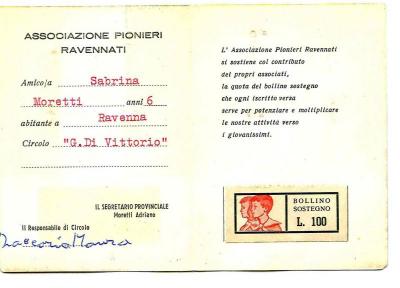 ASSOCIAZIONE PIONIERI
RAVENNATI
Amico/a Sabrina
Moretti anni 6
abitante a Ravenna
Circolo "G.Di Vittorio"
IL SEGRETARIO PROVINCIALE
Moretti Adriano
Il Responsabile di Circolo
Maura
L' Associazione Pionieri Ravennati
si sostiene col contributo
dei propri associati,
la quota del bollino sostegno
che ogni iscritto versa
serve per potenziare e moltiplicare
le nostre attività verso
i giovanissimi.
BOLLINO
SOSTEGNO
L. 100